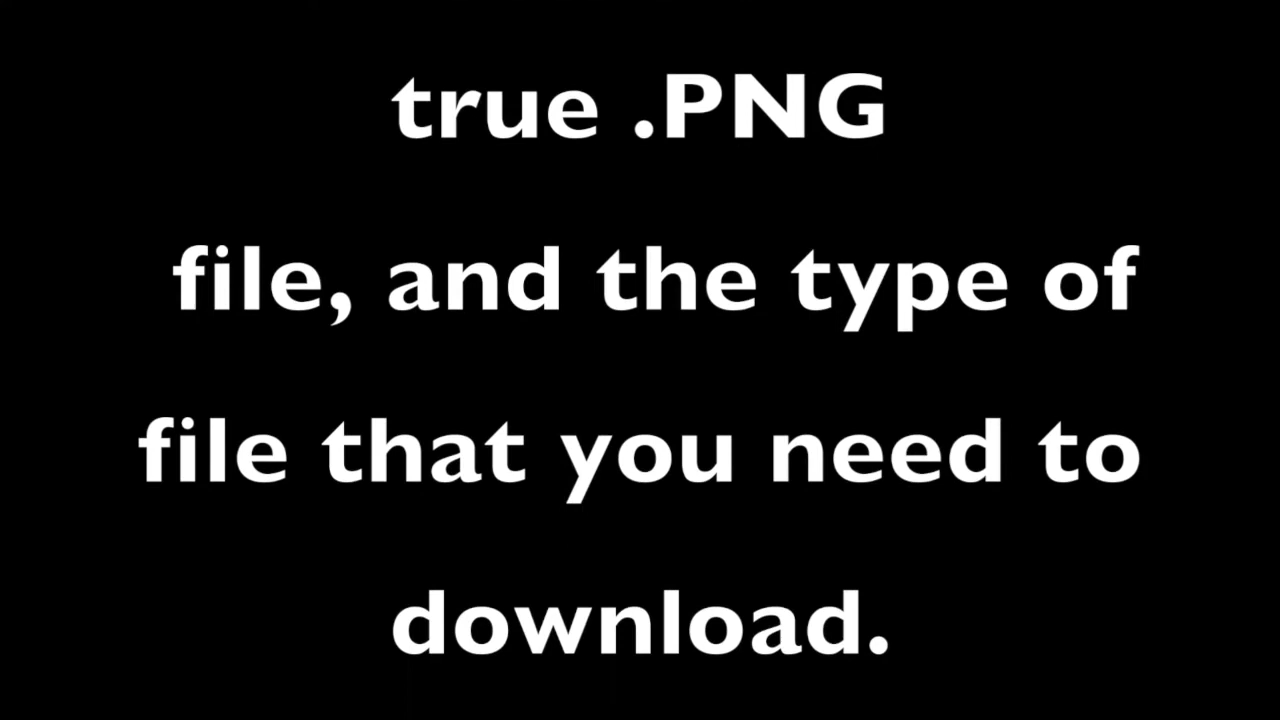 true .PNG
file, and the type of
file that you need to
download.